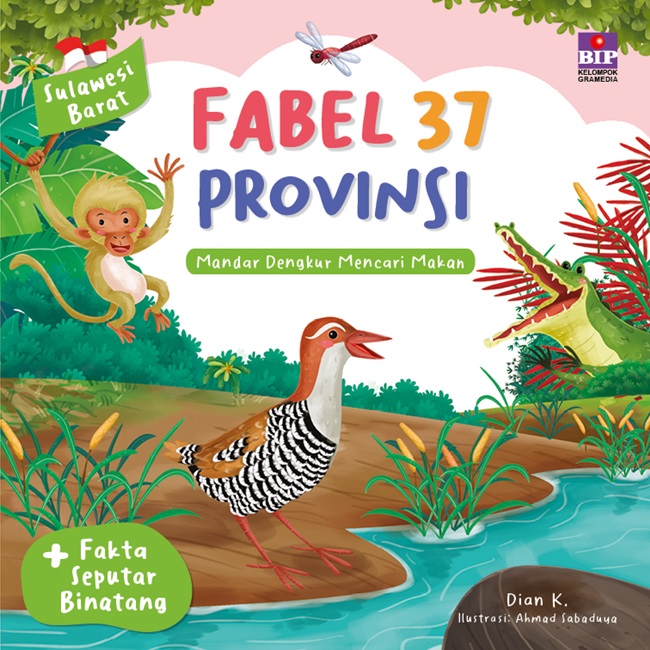 Sulawesi
Barat
BIP
KELOMPOK
GRAMEDIA
FABEL 37
PROVINSI
Mandar Dengkur Mencari Makan
+ Fakta
Seputar
Binatang
Dian K.
Ilustrasi: Ahmad Sabaduya